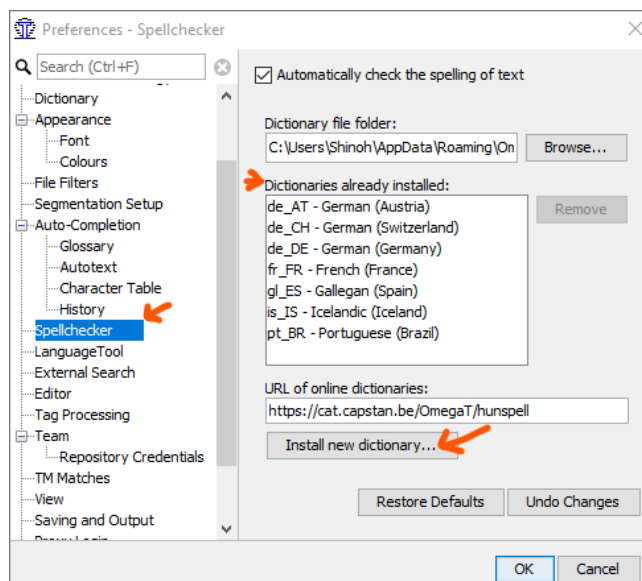 Preferences - Spellchecker
Search (Ctrl+F)
Dictionary
Appearance
Font
Colours
File Filters
Segmentation Setup
Auto-Completion
Glossary
Autotext
Character Table
History
Spellchecker
LanguageTool
External Search
Editor
Tag Processing
Team
Repository Credentials
TM Matches
View
Saving and Output
Automatically check the spelling of text
Dictionary file folder:
C:\Users\Shinoh\AppData\Roaming\On
Browse...
Dictionaries already installed:
de_AT - German (Austria)
de_CH - German (Switzerland)
de_DE - German (Germany)
fr_FR - French (France)
gl_ES - Gallegan (Spain)
is_IS - Icelandic (Iceland)
pt_BR - Portuguese (Brazil)
Remove
URL of online dictionaries:
https://cat.capstan.be/OmegaT/hunspell
Install new dictionary...
Restore Defaults
Undo Changes
OK
Cancel